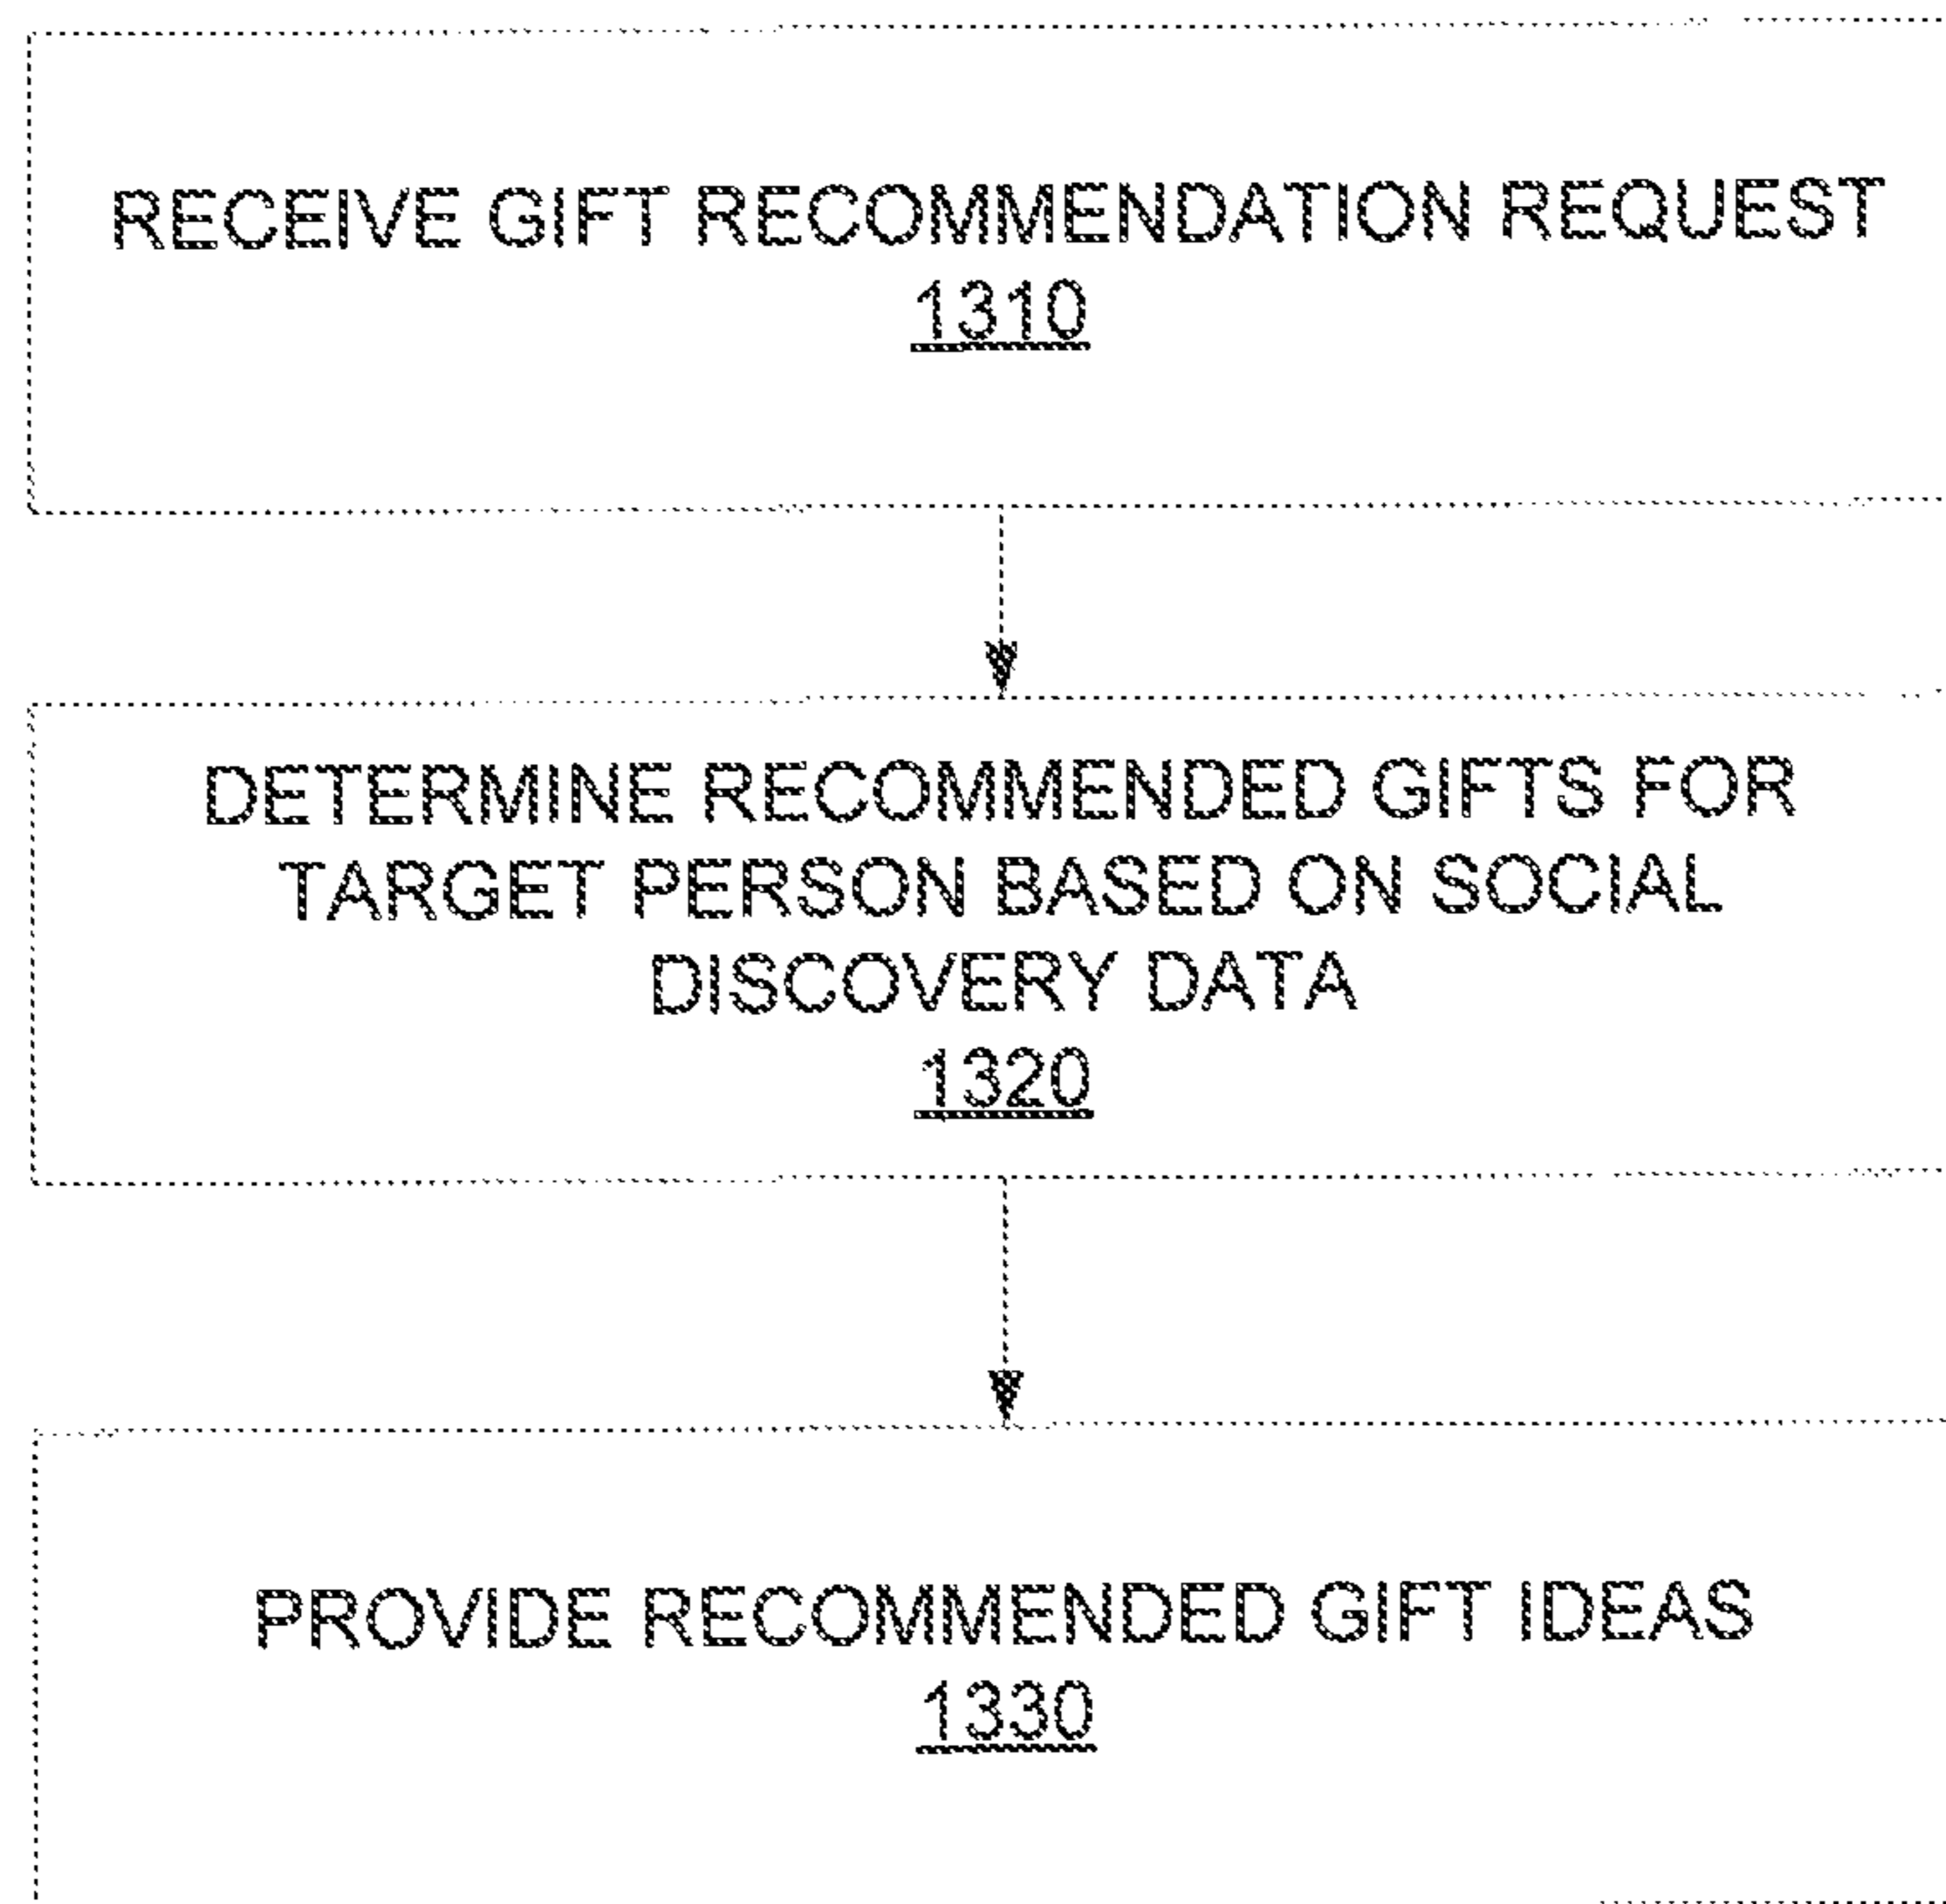 RECEIVE GIFT RECOMMENDATION REQUEST
1310
DETERMINE RECOMMENDED GIFTS FOR
TARGET PERSON BASED ON SOCIAL
DISCOVERY DATA
1320
PROVIDE RECOMMENDED GIFT IDEAS
1330